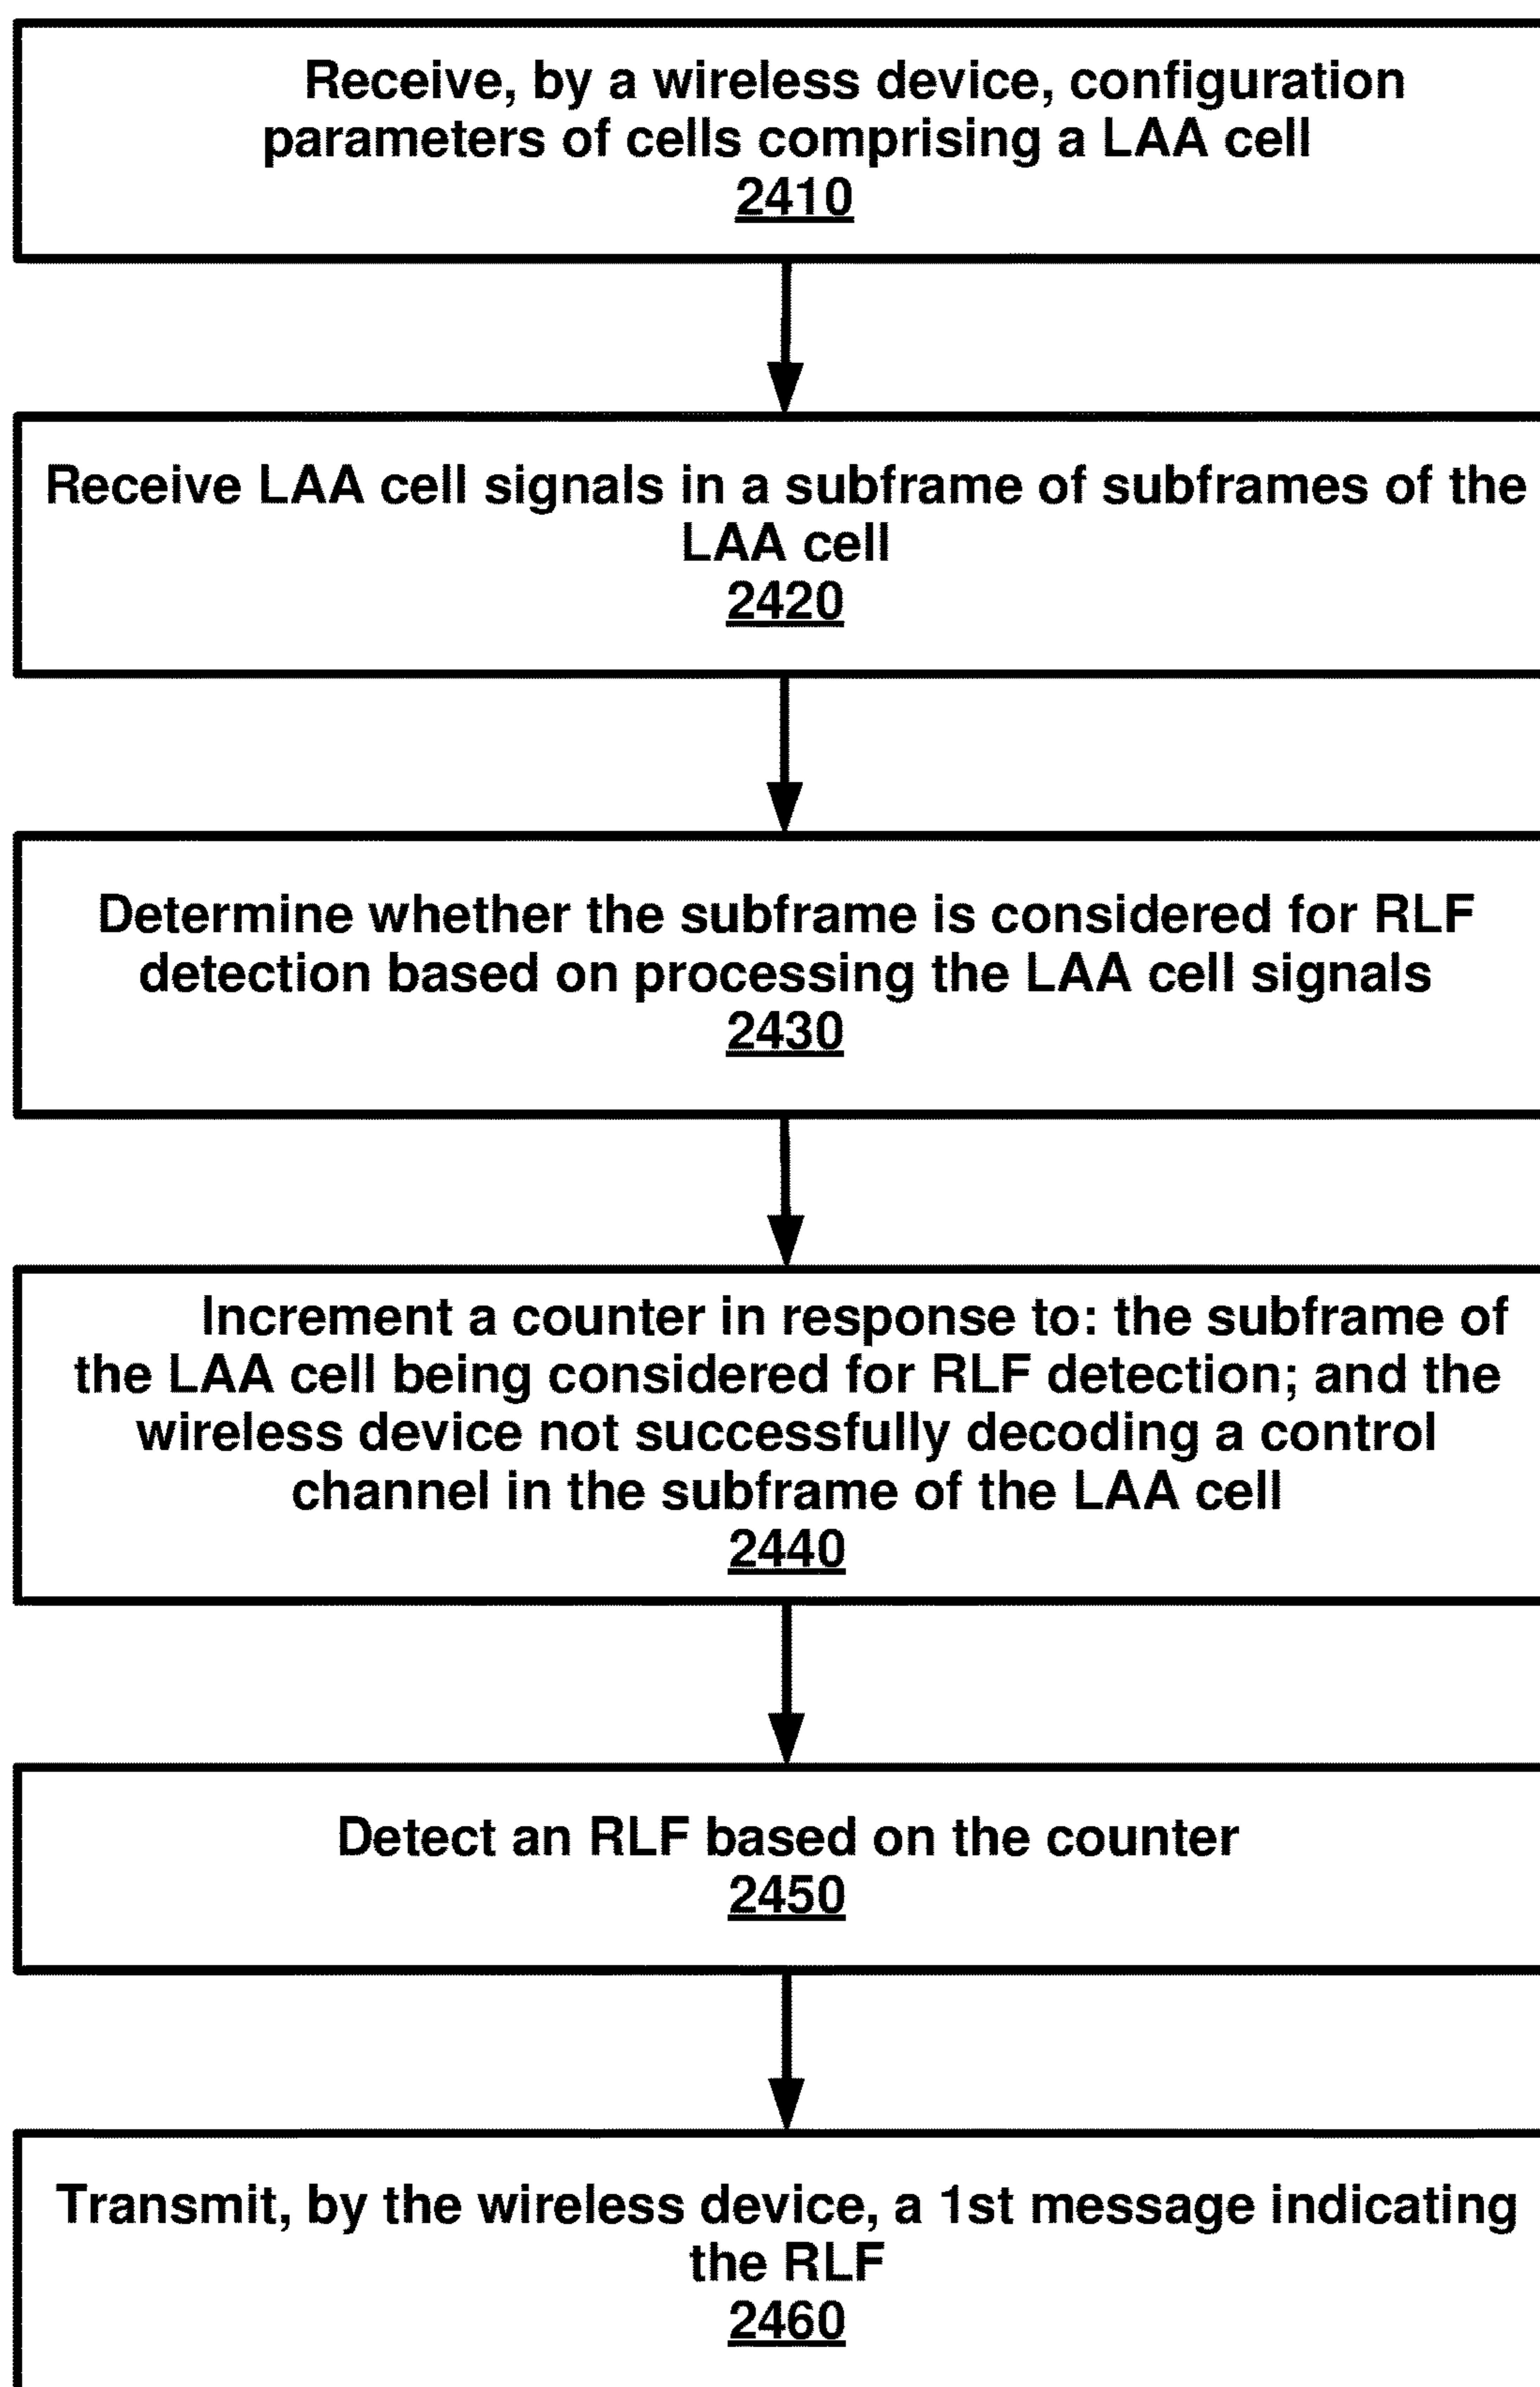 Receive, by a wireless device, configuration
parameters of cells comprising a LAA cell
2410
Receive LAA cell signals in a subframe of subframes of the
LAA cell
2420
Determine whether the subframe is considered for RLF
detection based on processing the LAA cell signals
2430
Increment a counter in response to: the subframe of
the LAA cell being considered for RLF detection; and the
wireless device not successfully decoding a control
channel in the subframe of the LAA cell
2440
Detect an RLF based on the counter
2450
Transmit, by the wireless device, a 1st message indicating
the RLF
2460